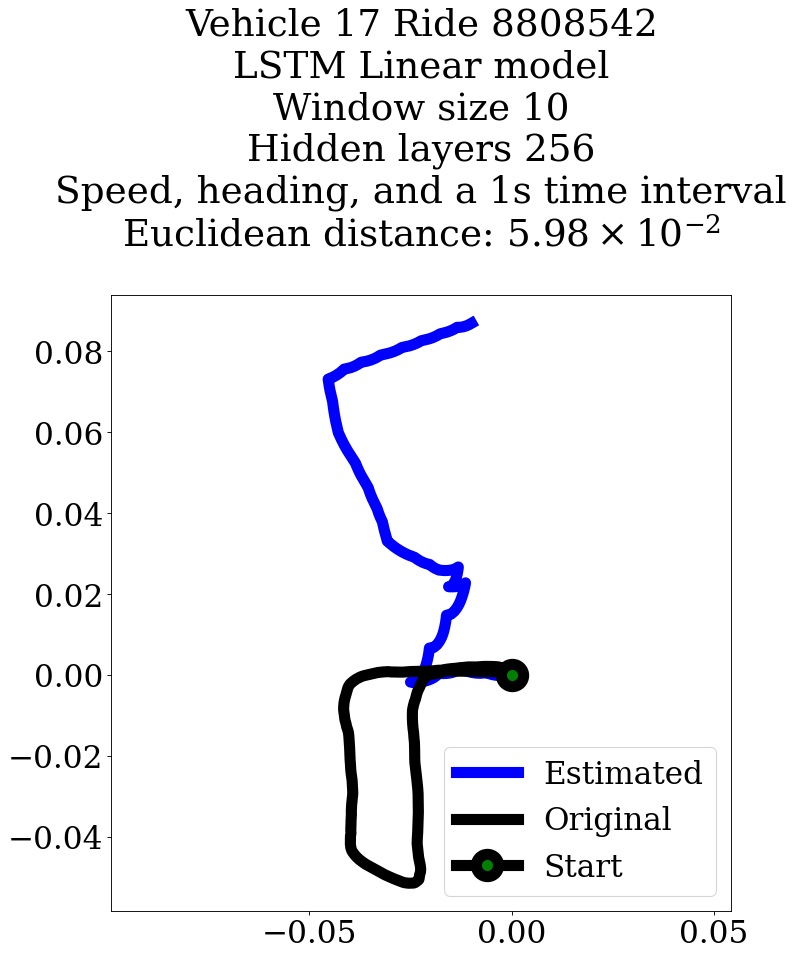 Vehicle 17 Ride 8808542
LSTM Linear model
Window size 10
Hidden layers 256
Speed, heading, and a 1s time interval
Euclidean distance: 5.98 × 10⁻²
0.08
0.06
0.04
0.02
0.00
−0.02
−0.04
Estimated
Original
Start
−0.05
0.00
0.05